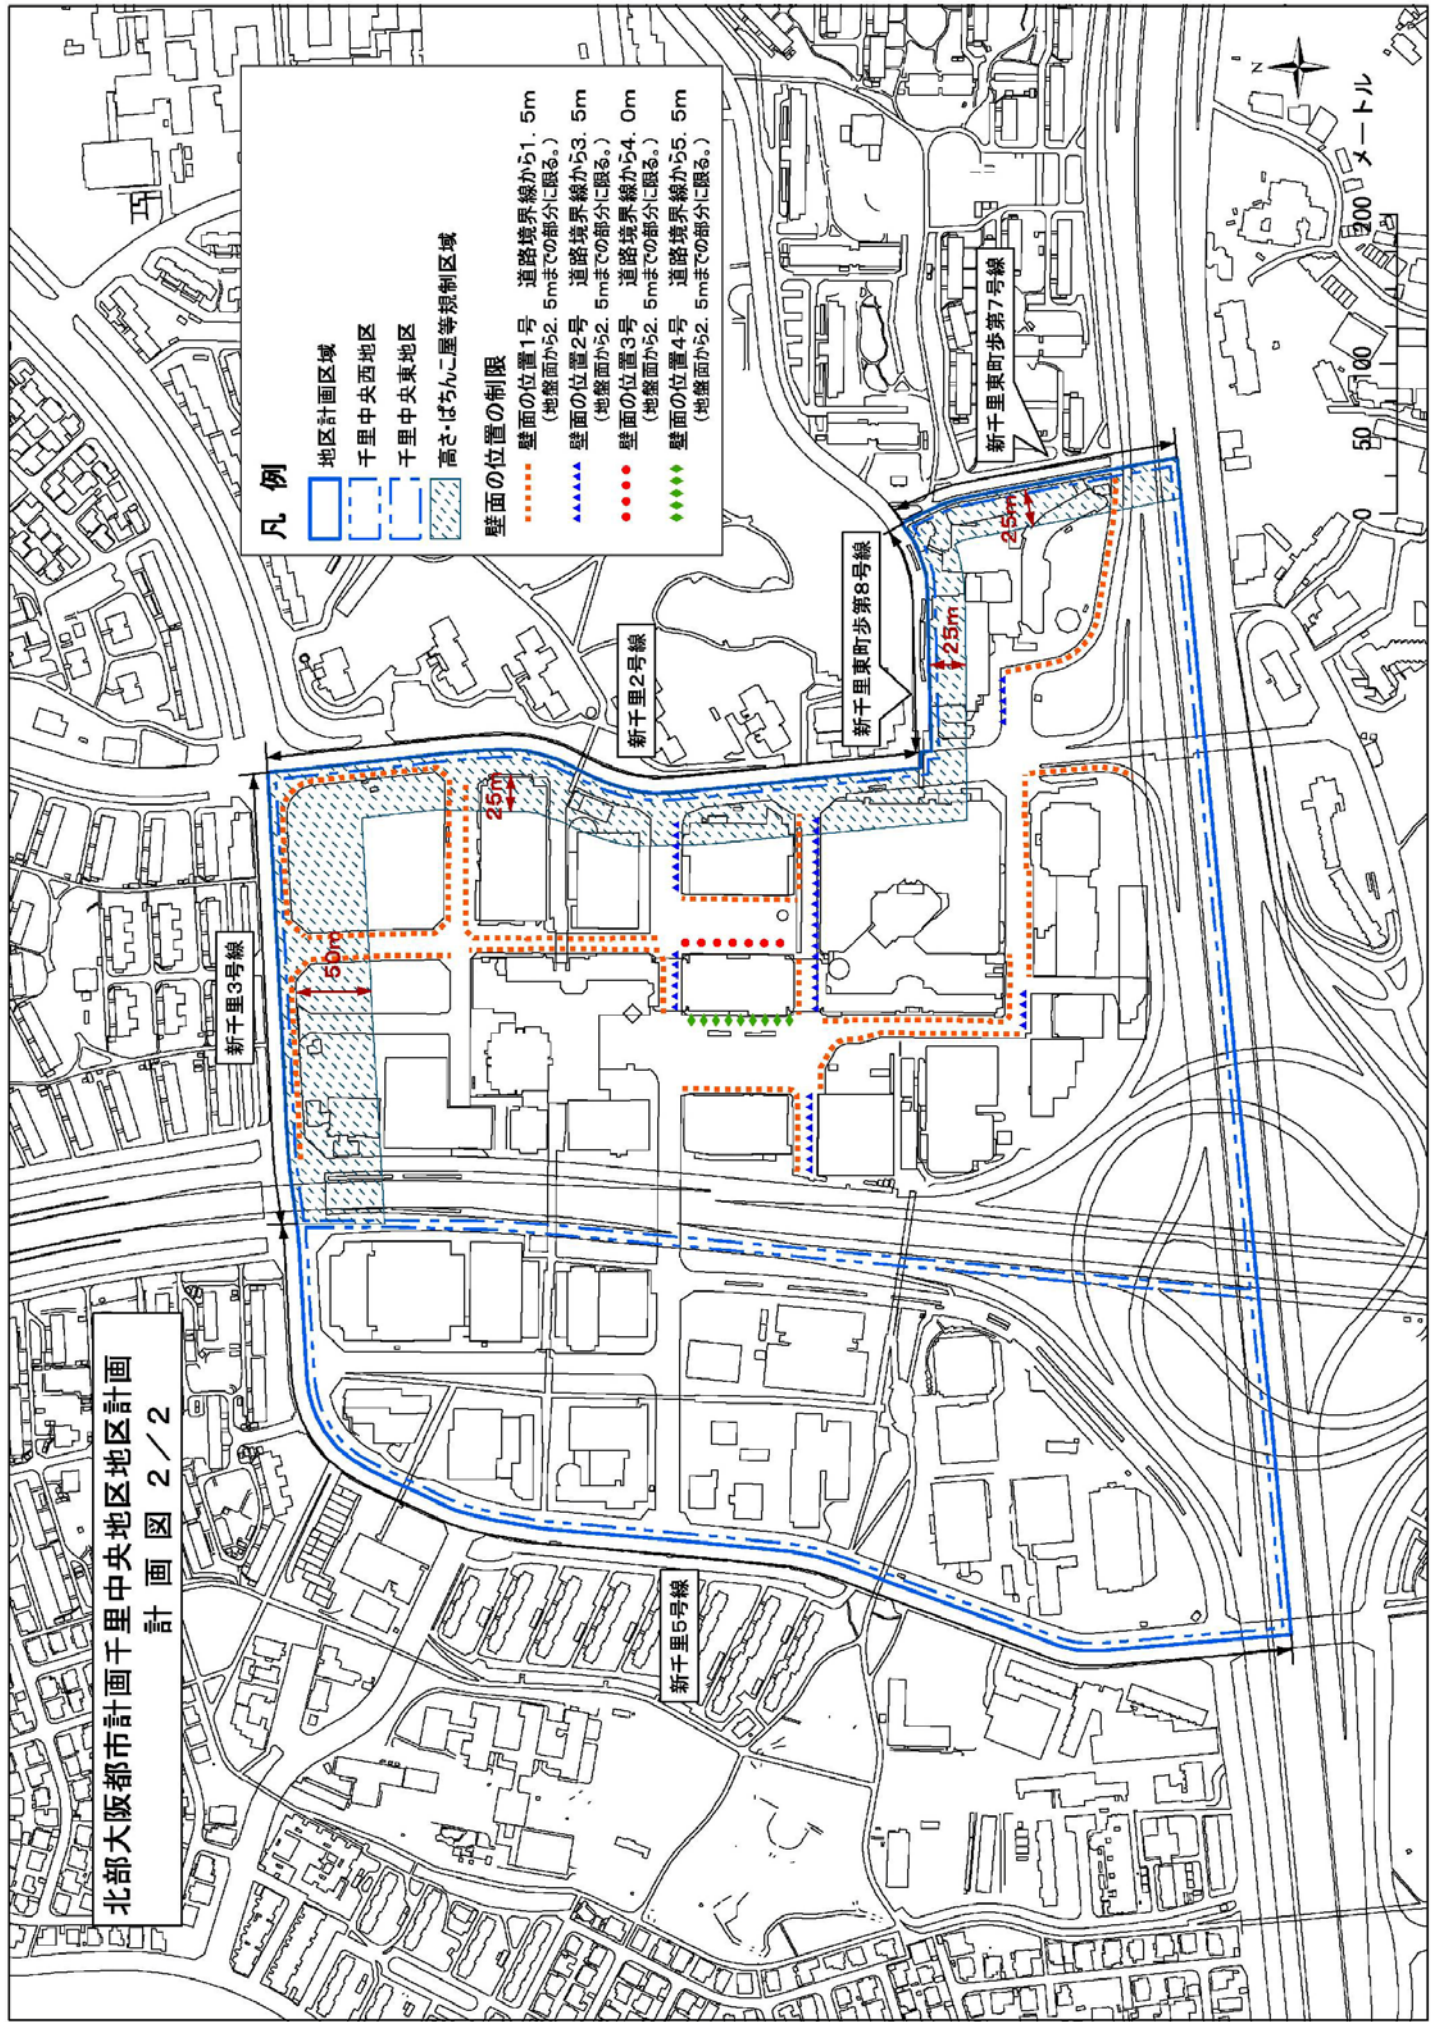 北部大阪都市計画千里中央地区地区計画
計 画 図 2/2
凡 例
地区計画区域
千里中央西地区
千里中央東地区
高さ・ぱちんこ屋等規制区域
壁面の位置の制限
壁面の位置1号 道路境界線から1. 5m
(地盤面から2. 5mまでの部分に限る。)
壁面の位置2号 道路境界線から3. 5m
(地盤面から2. 5mまでの部分に限る。)
壁面の位置3号 道路境界線から4. 0m
(地盤面から2. 5mまでの部分に限る。)
壁面の位置4号 道路境界線から5. 5m
(地盤面から2. 5mまでの部分に限る。)
新千里3号線
50m
新千里2号線
25m
新千里5号線
新千里東町歩第8号線
25m
新千里東町歩第7号線
25m
N
0 50 100 200
メートル